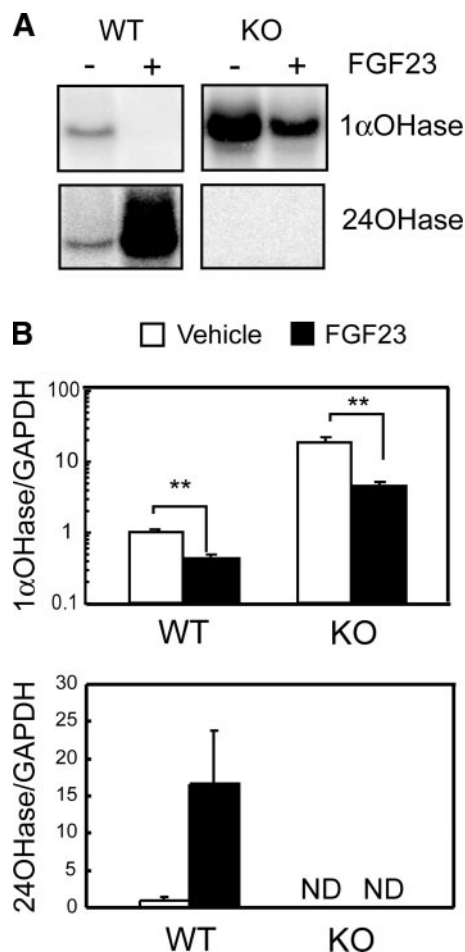 A
WT KO
- + - + FGF23
1αOHase
24OHase
B
Vehicle FGF23
1αOHase/GAPDH
100
10
1
0.1
** **
WT KO
24OHase/GAPDH
30
25
20
15
10
5
0
ND ND
WT KO